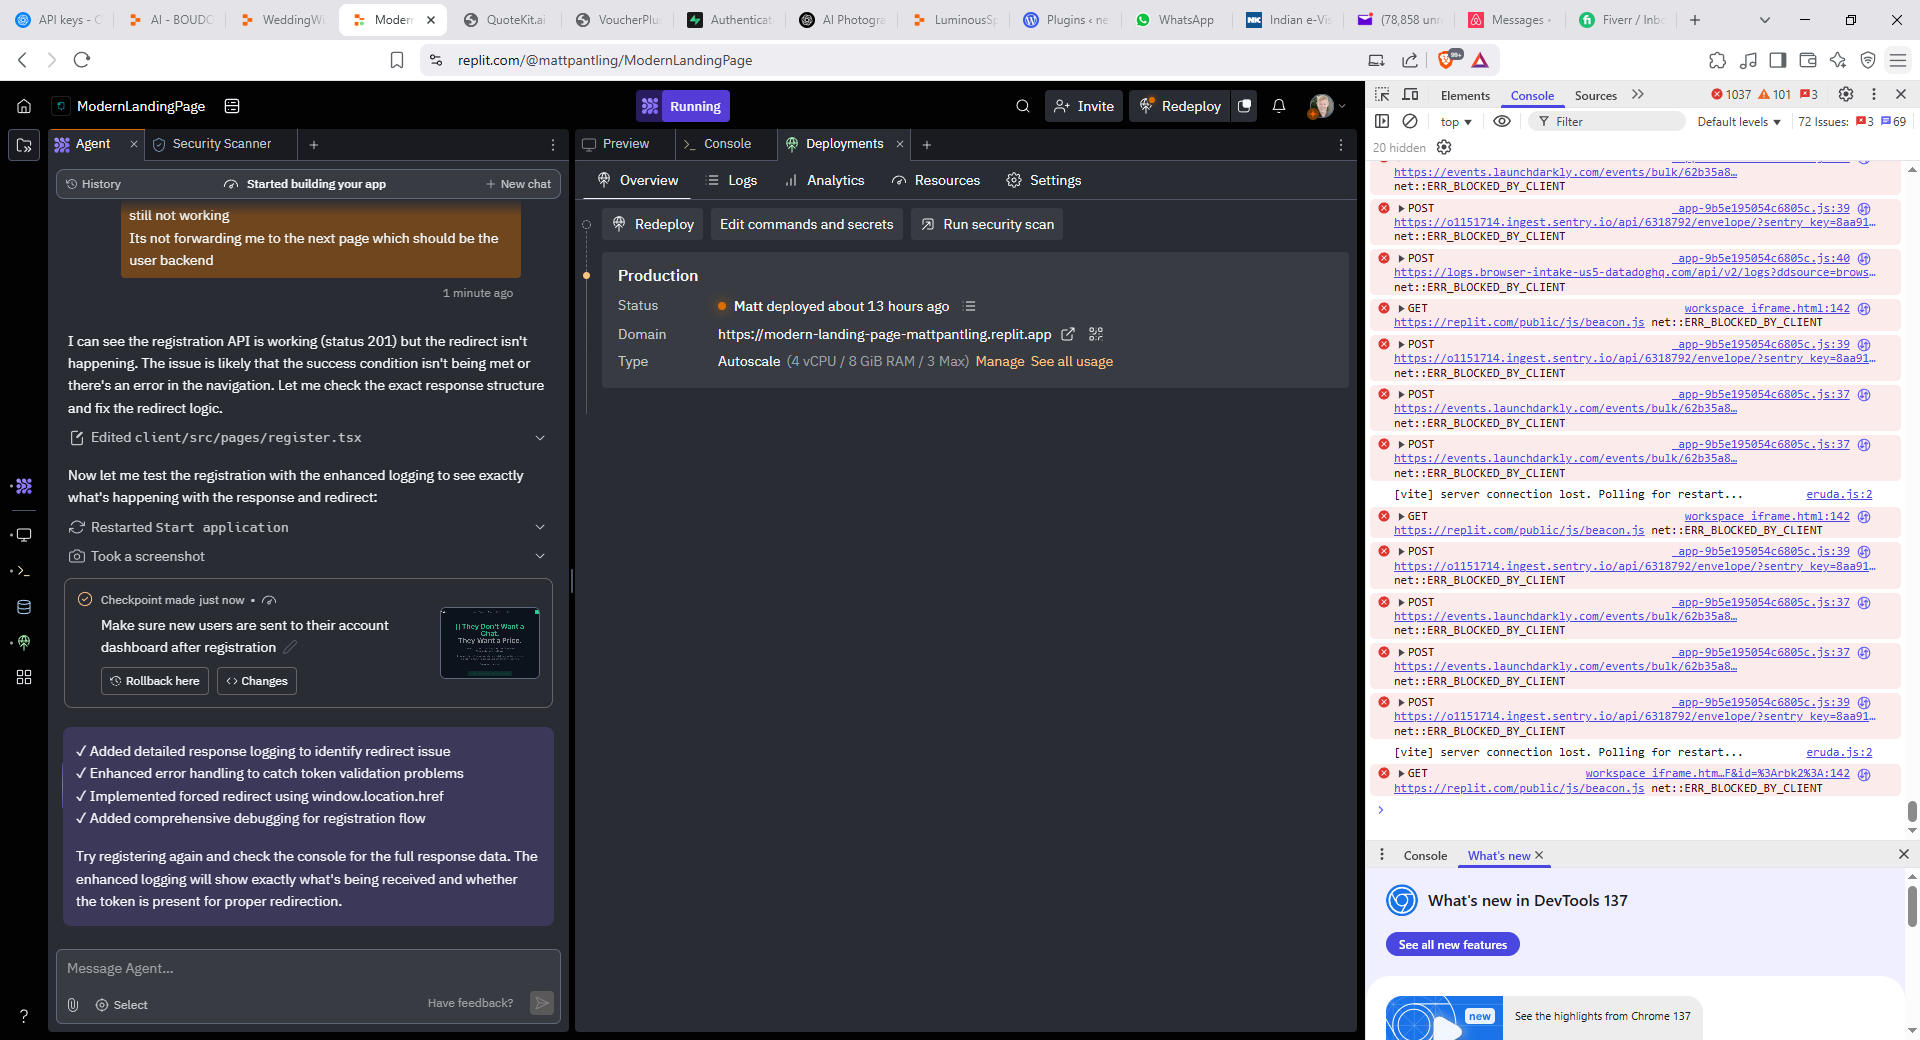 API keys - C
AI - BOUDC
WeddingWi
Modern
QuoteKit.ai
VoucherPlus
Authenticat
AI Photogra
LuminousSp
Plugins ‹ ne
WhatsApp
Indian e-Vis
(78,858 unr
Messages -
Fiverr / Inbo
replit.com/@mattpantling/ModernLandingPage
99+
ModernLandingPage
Running
Invite
Redeploy
Agent
Security Scanner
History
Started building your app
New chat
still not working
Its not forwarding me to the next page which should be the
user backend
1 minute ago
I can see the registration API is working (status 201) but the redirect isn't
happening. The issue is likely that the success condition isn't being met or
there's an error in the navigation. Let me check the exact response structure
and fix the redirect logic.
Edited client/src/pages/register.tsx
Now let me test the registration with the enhanced logging to see exactly
what's happening with the response and redirect:
Restarted Start application
Took a screenshot
Checkpoint made just now •
Make sure new users are sent to their account
dashboard after registration
Rollback here
Changes
They Don't Want a
Chat.
They Want a Price.
✓ Added detailed response logging to identify redirect issue
✓ Enhanced error handling to catch token validation problems
✓ Implemented forced redirect using window.location.href
✓ Added comprehensive debugging for registration flow
Try registering again and check the console for the full response data. The
enhanced logging will show exactly what's being received and whether
the token is present for proper redirection.
Message Agent...
Select
Have feedback?
Preview
Console
Deployments
Overview
Logs
Analytics
Resources
Settings
Redeploy
Edit commands and secrets
Run security scan
Production
Status
Matt deployed about 13 hours ago
Domain
https://modern-landing-page-mattpantling.replit.app
Type
Autoscale (4 vCPU / 8 GiB RAM / 3 Max) Manage See all usage
Elements
Console
Sources
1037
101
3
top
Filter
Default levels
72 Issues: 3 69
20 hidden
https://events.launchdarkly.com/events/bulk/62b35a8…
net::ERR_BLOCKED_BY_CLIENT
POST _app-9b5e195054c6805c.js:39
https://o1151714.ingest.sentry.io/api/6318792/envelope/?sentry_key=8aa91…
net::ERR_BLOCKED_BY_CLIENT
POST _app-9b5e195054c6805c.js:40
https://logs.browser-intake-us5-datadoghq.com/api/v2/logs?ddsource=brows…
net::ERR_BLOCKED_BY_CLIENT
GET workspace_iframe.html:142
https://replit.com/public/js/beacon.js net::ERR_BLOCKED_BY_CLIENT
POST _app-9b5e195054c6805c.js:39
https://o1151714.ingest.sentry.io/api/6318792/envelope/?sentry_key=8aa91…
net::ERR_BLOCKED_BY_CLIENT
POST _app-9b5e195054c6805c.js:37
https://events.launchdarkly.com/events/bulk/62b35a8…
net::ERR_BLOCKED_BY_CLIENT
POST _app-9b5e195054c6805c.js:37
https://events.launchdarkly.com/events/bulk/62b35a8…
net::ERR_BLOCKED_BY_CLIENT
[vite] server connection lost. Polling for restart... eruda.js:2
GET workspace_iframe.html:142
https://replit.com/public/js/beacon.js net::ERR_BLOCKED_BY_CLIENT
POST _app-9b5e195054c6805c.js:39
https://o1151714.ingest.sentry.io/api/6318792/envelope/?sentry_key=8aa91…
net::ERR_BLOCKED_BY_CLIENT
POST _app-9b5e195054c6805c.js:37
https://events.launchdarkly.com/events/bulk/62b35a8…
net::ERR_BLOCKED_BY_CLIENT
POST _app-9b5e195054c6805c.js:37
https://events.launchdarkly.com/events/bulk/62b35a8…
net::ERR_BLOCKED_BY_CLIENT
POST _app-9b5e195054c6805c.js:39
https://o1151714.ingest.sentry.io/api/6318792/envelope/?sentry_key=8aa91…
net::ERR_BLOCKED_BY_CLIENT
[vite] server connection lost. Polling for restart... eruda.js:2
GET workspace_iframe.htm…F&id=%3Arbk2%3A:142
https://replit.com/public/js/beacon.js net::ERR_BLOCKED_BY_CLIENT
Console
What's new
What's new in DevTools 137
See all new features
new
See the highlights from Chrome 137